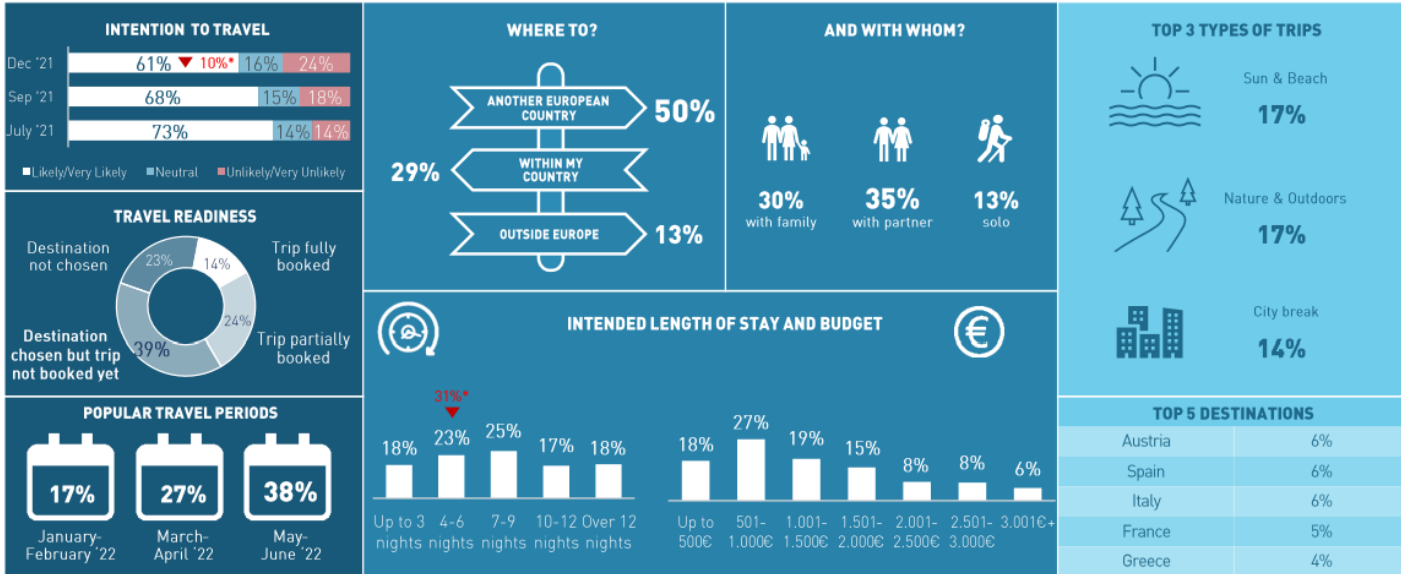 INTENTION TO TRAVEL
Dec '21
61% ▼ 10%* 16% 24%
Sep '21
68% 15% 18%
July '21
73% 14% 14%
Likely/Very Likely Neutral Unlikely/Very Unlikely
TRAVEL READINESS
Destination
not chosen
23%
14%
Trip fully
booked
24%
Trip partially
booked
Destination
chosen but trip
not booked yet
39%
POPULAR TRAVEL PERIODS
17%
27%
38%
January-
February '22
March-
April '22
May-
June '22
WHERE TO?
ANOTHER EUROPEAN
COUNTRY
50%
29%
WITHIN MY
COUNTRY
OUTSIDE EUROPE
13%
AND WITH WHOM?
30%
with family
35%
with partner
13%
solo
INTENDED LENGTH OF STAY AND BUDGET
€
31%*
18% 23% 25% 17% 18%
Up to 3
nights
4-6
nights
7-9
nights
10-12
nights
Over 12
nights
18% 27% 19% 15% 8% 8% 6%
Up to
500€
501-
1.000€
1.001-
1.500€
1.501-
2.000€
2.001-
2.500€
2.501-
3.000€
3.001€+
TOP 3 TYPES OF TRIPS
Sun & Beach
17%
Nature & Outdoors
17%
City break
14%
TOP 5 DESTINATIONS
Austria 6%
Spain 6%
Italy 6%
France 5%
Greece 4%